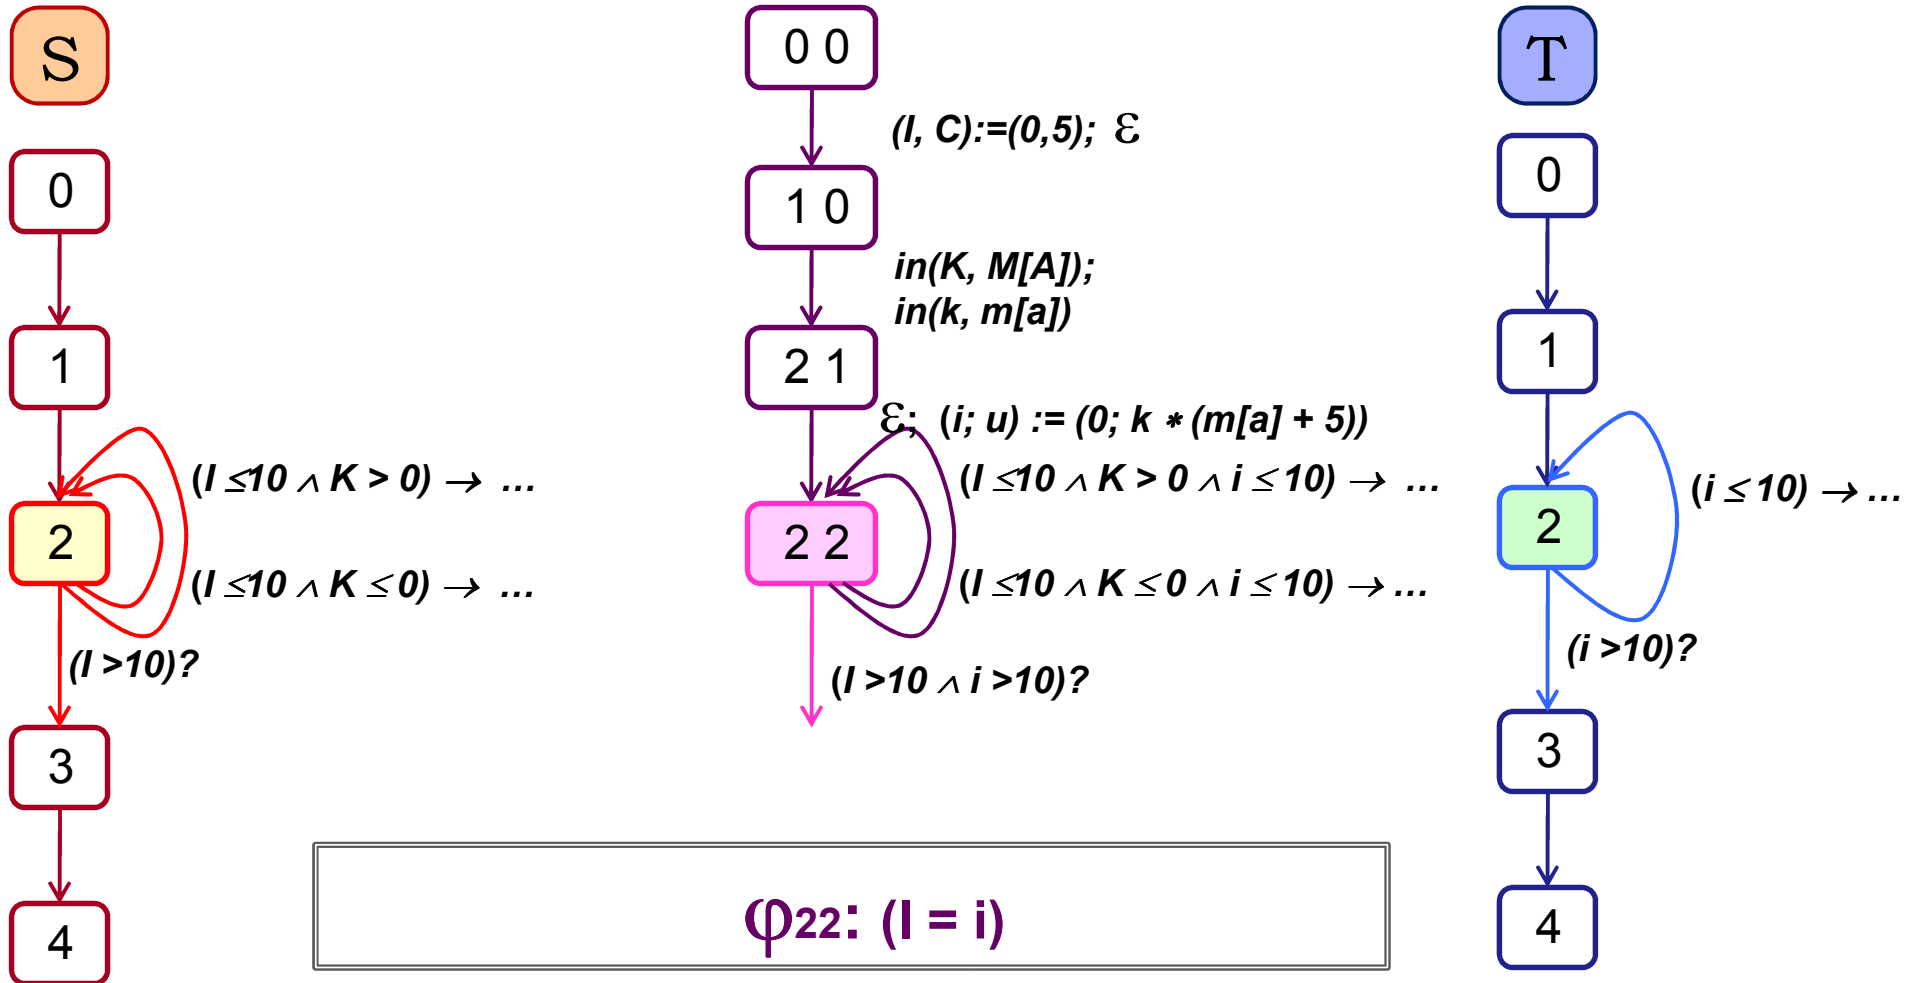 S
0
1
2
3
4
(I ≤10 ∧ K > 0) → ...
(I ≤10 ∧ K ≤ 0) → ...
(I >10)?
0 0
(I, C):=(0,5); ε
1 0
in(K, M[A]);
in(k, m[a])
2 1
ε; (i; u) := (0; k * (m[a] + 5))
(I ≤10 ∧ K > 0 ∧ i ≤ 10) → ...
2 2
(I ≤10 ∧ K ≤ 0 ∧ i ≤ 10) → ...
(I >10 ∧ i >10)?
T
0
1
2
3
4
(i ≤ 10) → ...
(i >10)?
φ22: (I = i)